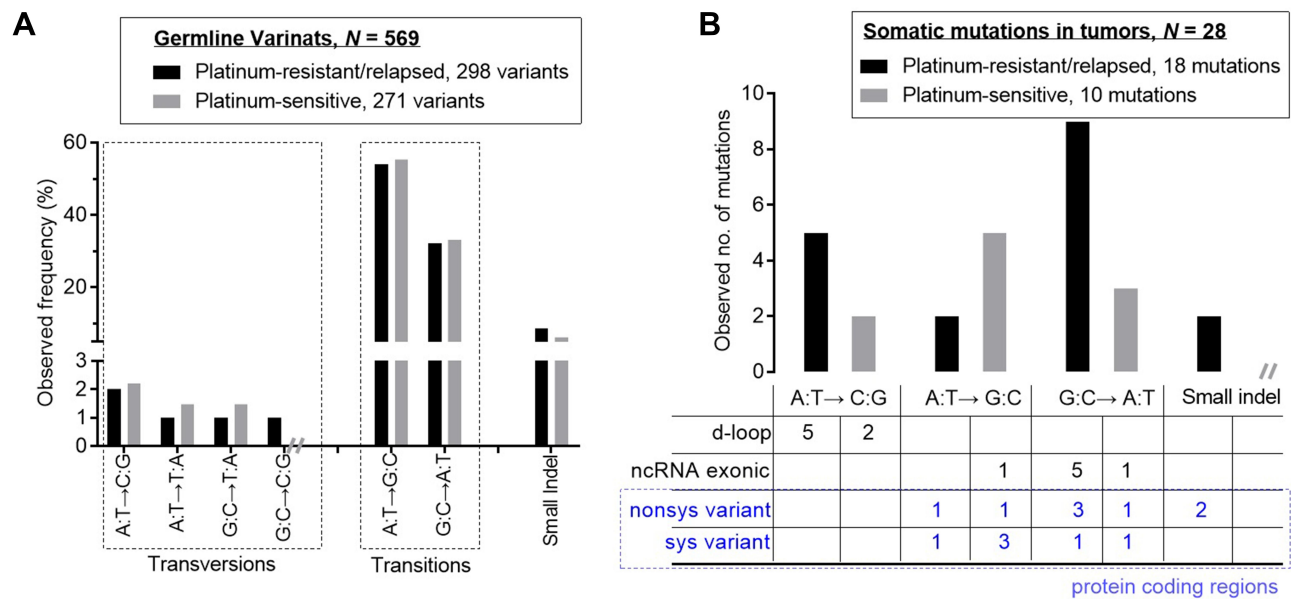 A
Germline Varinats, N = 569
Platinum-resistant/relapsed, 298 variants
Platinum-sensitive, 271 variants
Observed frequency (%)
60
40
20
3
2
1
0
A:T→C:G
A:T→T:A
G:C→T:A
G:C→C:G
A:T→G:C
G:C→A:T
Small Indel
Transversions
Transitions
B
Somatic mutations in tumors, N = 28
Platinum-resistant/relapsed, 18 mutations
Platinum-sensitive, 10 mutations
Observed no. of mutations
10
8
6
4
2
0
A:T→ C:G A:T→ G:C G:C→ A:T Small indel
d-loop 5 2
ncRNA exonic 1 5 1
nonsys variant 1 1 3 1 2
sys variant 1 3 1 1
protein coding regions